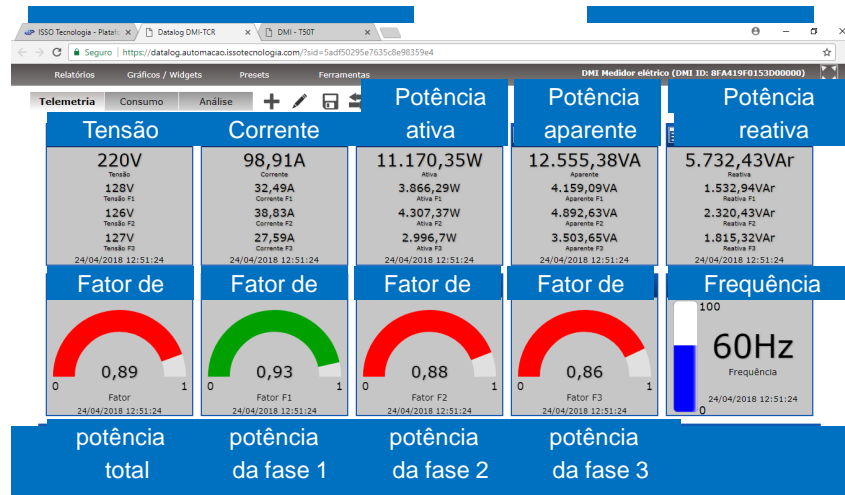 ISSO Tecnologia - Platafo
Datalog DMI-TCR
DMI - T50T
Seguro | https://datalog.automacao.issotecnologia.com/?sid=5adf50295e7635c8e98359e4
Relatórios Gráficos / Widgets Presets Ferramentas DMI Medidor elétrico (DMI ID: 8FA419F0153D00000)
Telemetria Consumo Análise
Tensão
Corrente
Potência
ativa
Potência
aparente
Potência
reativa
220V
Tensão
128V
Tensão F1
126V
Tensão F2
127V
Tensão F3
24/04/2018 12:51:24
98,91A
Corrente
32,49A
Corrente F1
38,83A
Corrente F2
27,59A
Corrente F3
24/04/2018 12:51:24
11.170,35W
Ativa
3.866,29W
Ativa F1
4.307,37W
Ativa F2
2.996,7W
Ativa F3
24/04/2018 12:51:24
12.555,38VA
Aparente
4.159,09VA
Aparente F1
4.892,63VA
Aparente F2
3.503,65VA
Aparente F3
24/04/2018 12:51:24
5.732,43VAr
Reativa
1.532,94VAr
Reativa F1
2.320,43VAr
Reativa F2
1.815,32VAr
Reativa F3
24/04/2018 12:51:24
Fator de
0,89
0 1
Fator
24/04/2018 12:51:24
potência
total
Fator de
0,93
0 1
Fator F1
24/04/2018 12:51:24
potência
da fase 1
Fator de
0,88
0 1
Fator F2
24/04/2018 12:51:24
potência
da fase 2
Fator de
0,86
0 1
Fator F3
24/04/2018 12:51:24
potência
da fase 3
Frequência
100
60Hz
Frequência
24/04/2018 12:51:24
0